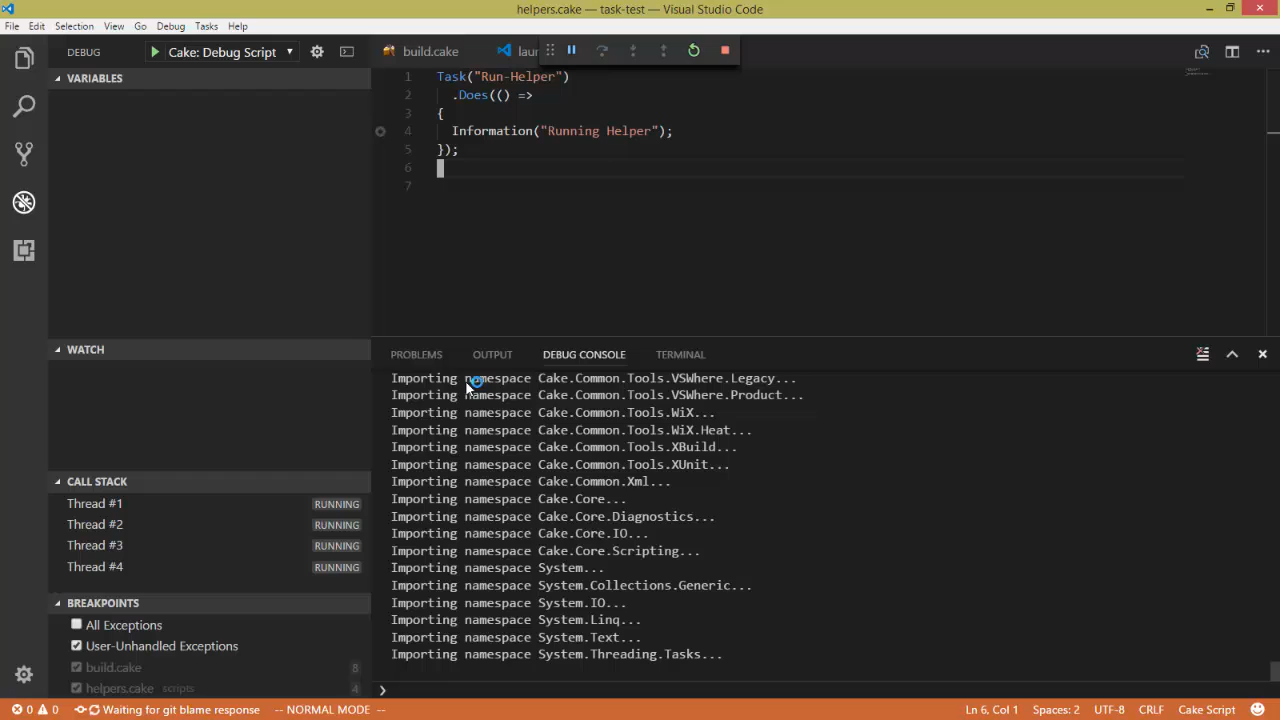 helpers.cake — task-test — Visual Studio Code
File Edit Selection View Go Debug Tasks Help
DEBUG
Cake: Debug Script
build.cake
lau
VARIABLES
1 Task("Run-Helper")
2 .Does(() =>
3 {
4 Information("Running Helper");
5 });
6
7
WATCH
CALL STACK
Thread #1 RUNNING
Thread #2 RUNNING
Thread #3 RUNNING
Thread #4 RUNNING
BREAKPOINTS
All Exceptions
User-Unhandled Exceptions
build.cake 8
helpers.cake scripts 4
PROBLEMS OUTPUT DEBUG CONSOLE TERMINAL
Importing namespace Cake.Common.Tools.VSWhere.Legacy...
Importing namespace Cake.Common.Tools.VSWhere.Product...
Importing namespace Cake.Common.Tools.WiX...
Importing namespace Cake.Common.Tools.WiX.Heat...
Importing namespace Cake.Common.Tools.XBuild...
Importing namespace Cake.Common.Tools.XUnit...
Importing namespace Cake.Common.Xml...
Importing namespace Cake.Core...
Importing namespace Cake.Core.Diagnostics...
Importing namespace Cake.Core.IO...
Importing namespace Cake.Core.Scripting...
Importing namespace System...
Importing namespace System.Collections.Generic...
Importing namespace System.IO...
Importing namespace System.Linq...
Importing namespace System.Text...
Importing namespace System.Threading.Tasks...
0 0 Waiting for git blame response -- NORMAL MODE -- Ln 6, Col 1 Spaces: 2 UTF-8 CRLF Cake Script